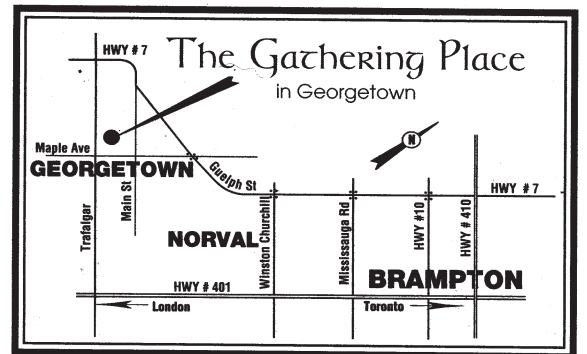 HWY # 7
The Gathering Place
in Georgetown
N
Maple Ave
GEORGETOWN
Guelph St
HWY # 7
Trafalgar
Main St
NORVAL
Winston Churchill
Mississauga Rd
HWY #10
HWY # 410
BRAMPTON
HWY # 401
London
Toronto